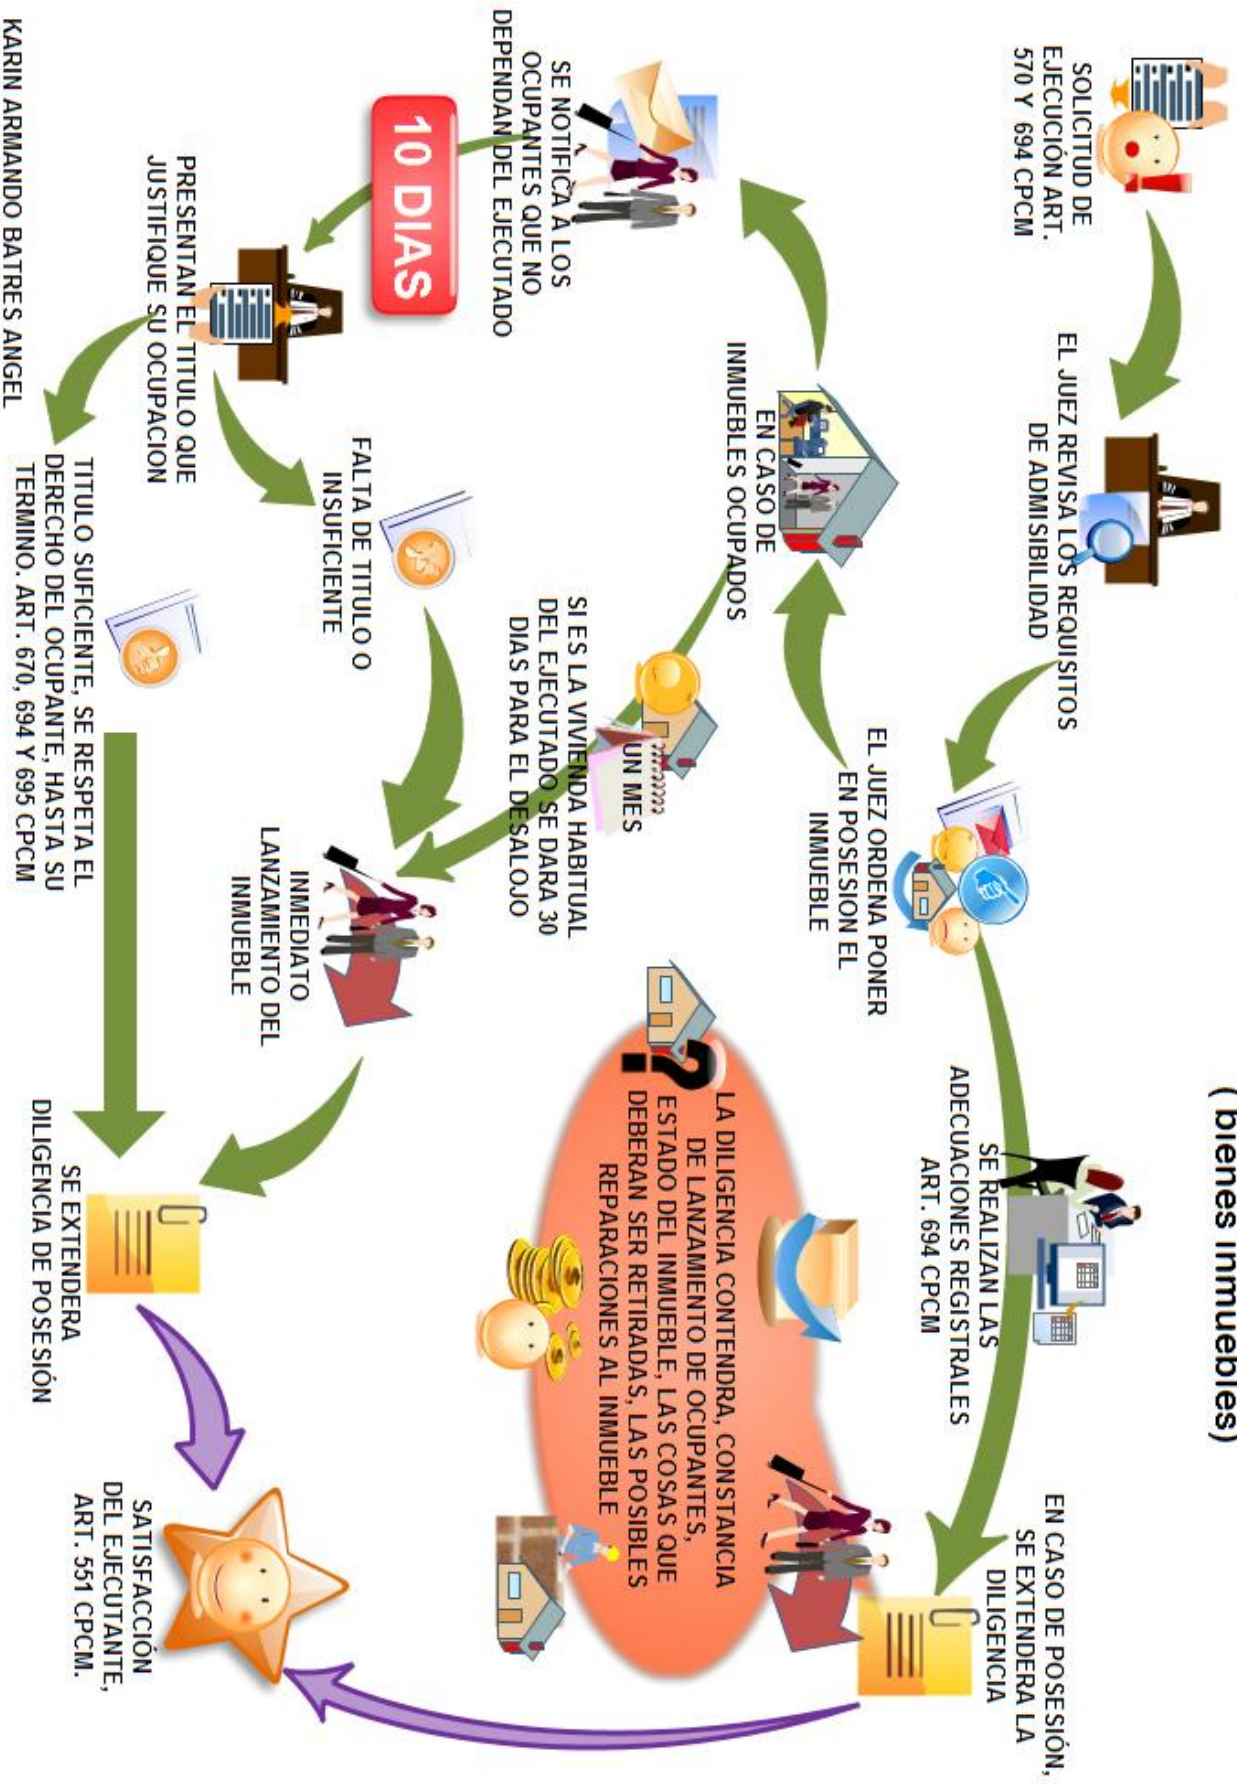 ( bienes inmuebles)
SOLICITUD DE
EJECUCIÓN ART.
570 Y 694 CPCM
EL JUEZ REVISA LOS REQUISITOS
DE ADMISIBILIDAD
EL JUEZ ORDENA PONER
EN POSESION EL
INMUEBLE
SE REALIZAN LAS
ADECUACIONES REGISTRALES
ART. 694 CPCM
EN CASO DE POSESIÓN,
SE EXTENDERA LA
DILIGENCIA
EN CASO DE
INMUEBLES OCUPADOS
SE NOTIFICA A LOS
OCUPANTES QUE NO
DEPENDAN DEL EJECUTADO
10 DIAS
UN MES
SI ES LA VIVIENDA HABITUAL
DEL EJECUTADO SE DARA 30
DIAS PARA EL DESALOJO
LA DILIGENCIA CONTENDRA, CONSTANCIA
DE LANZAMIENTO DE OCUPANTES,
ESTADO DEL INMUEBLE, LAS COSAS QUE
DEBERAN SER RETIRADAS, LAS POSIBLES
REPARACIONES AL INMUEBLE
?
PRESENTAN EL TITULO QUE
JUSTIFIQUE SU OCUPACION
FALTA DE TITULO O
INSUFICIENTE
INMEDIATO
LANZAMIENTO DEL
INMUEBLE
TITULO SUFICIENTE, SE RESPETA EL
DERECHO DEL OCUPANTE, HASTA SU
TERMINO. ART. 670, 694 Y 695 CPCM
SE EXTENDERA
DILIGENCIA DE POSESIÓN
SATISFACCIÓN
DEL EJECUTANTE,
ART. 551 CPCM.
KARIN ARMANDO BATRES ANGEL